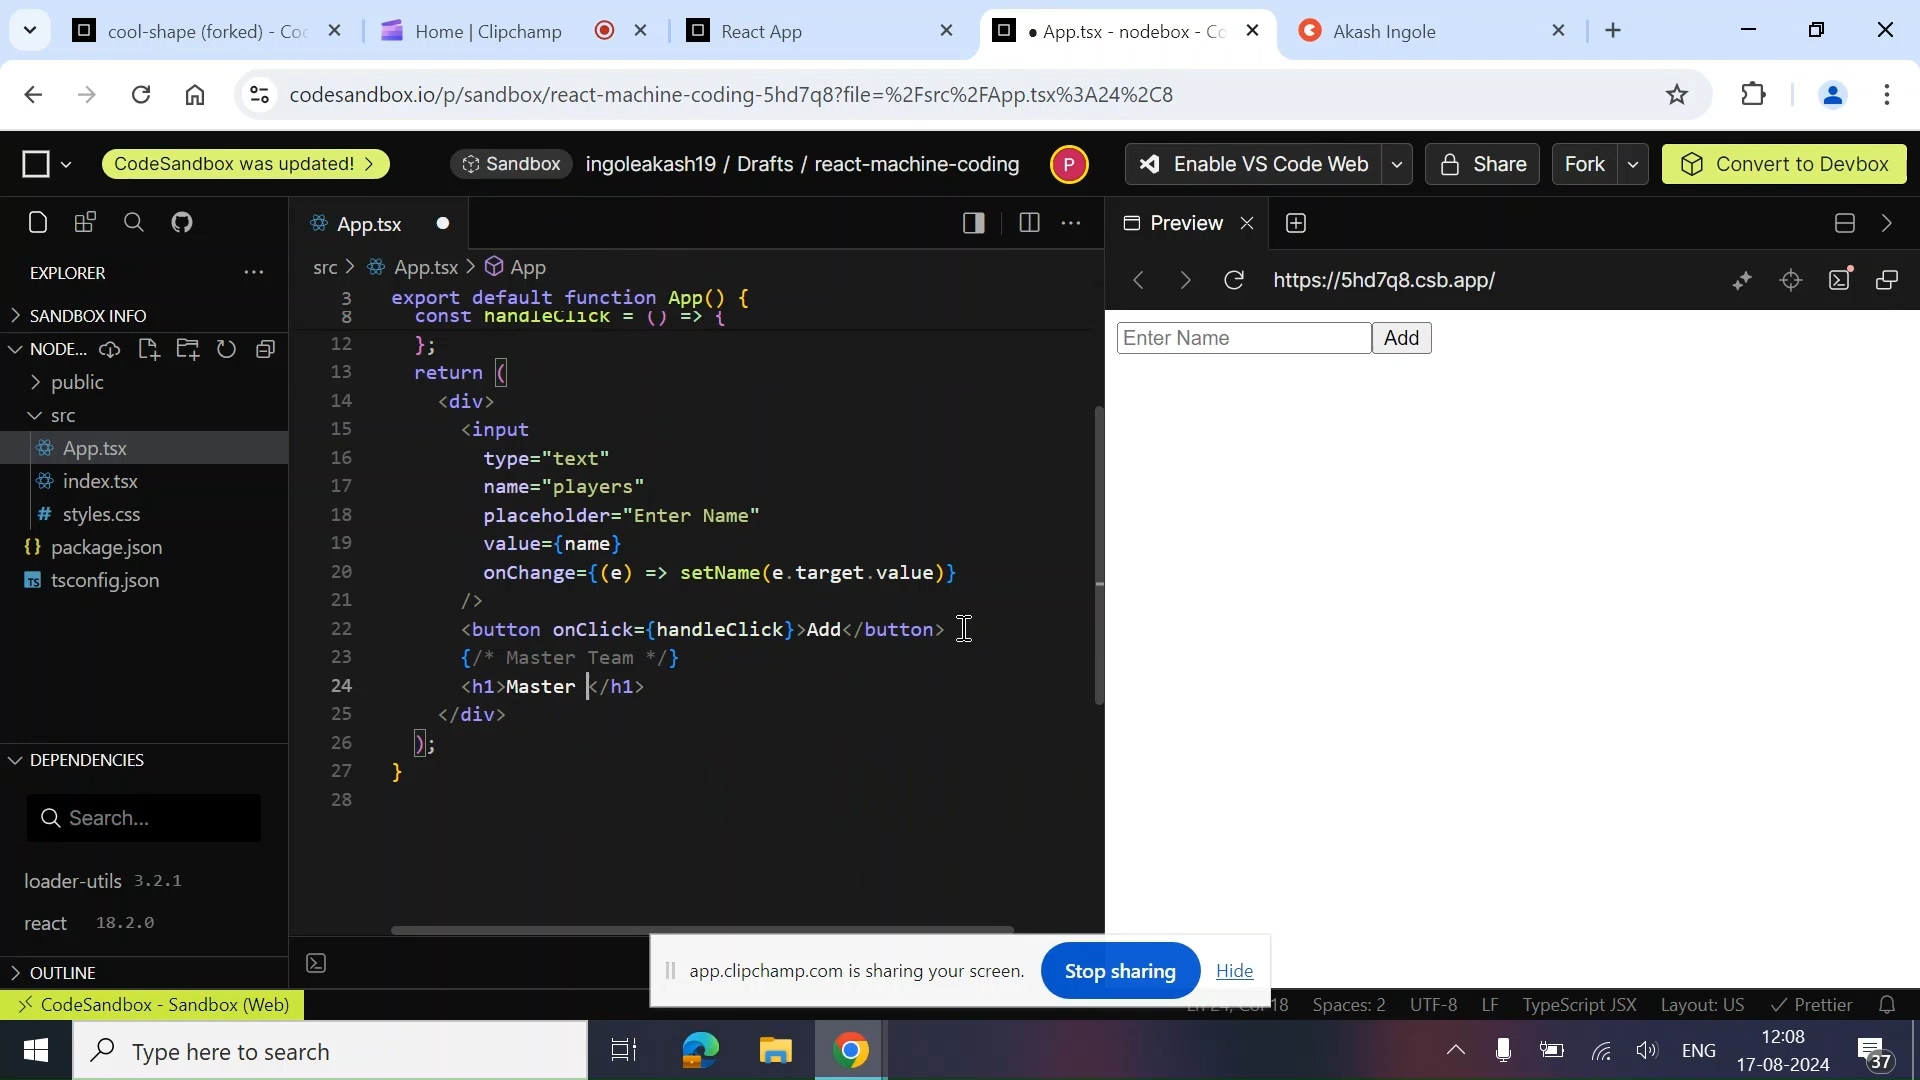 cool-shape (forked) - Co
Home | Clipchamp
React App
● App.tsx - nodebox - Co
Akash Ingole
codesandbox.io/p/sandbox/react-machine-coding-5hd7q8?file=%2Fsrc%2FApp.tsx%3A24%2C8
CodeSandbox was updated! >
Sandbox
ingoleakash19 / Drafts / react-machine-coding
P
Enable VS Code Web
Share
Fork
Convert to Devbox
App.tsx
Preview
EXPLORER
src > App.tsx > App
https://5hd7q8.csb.app/
SANDBOX INFO
NODE...
public
src
App.tsx
index.tsx
styles.css
package.json
tsconfig.json
DEPENDENCIES
Search...
loader-utils 3.2.1
react 18.2.0
OUTLINE
3 export default function App() {
8 const handleClick = () => {
12 };
13 return (
14 <div>
15 <input
16 type="text"
17 name="players"
18 placeholder="Enter Name"
19 value={name}
20 onChange={(e) => setName(e.target.value)}
21 />
22 <button onClick={handleClick}>Add</button>
23 {/* Master Team */}
24 <h1>Master </h1>
25 </div>
26 );
27 }
28
Enter Name
Add
app.clipchamp.com is sharing your screen.
Stop sharing
Hide
CodeSandbox - Sandbox (Web)
Spaces: 2
UTF-8
LF
TypeScript JSX
Layout: US
Prettier
Type here to search
ENG
12:08
17-08-2024
37